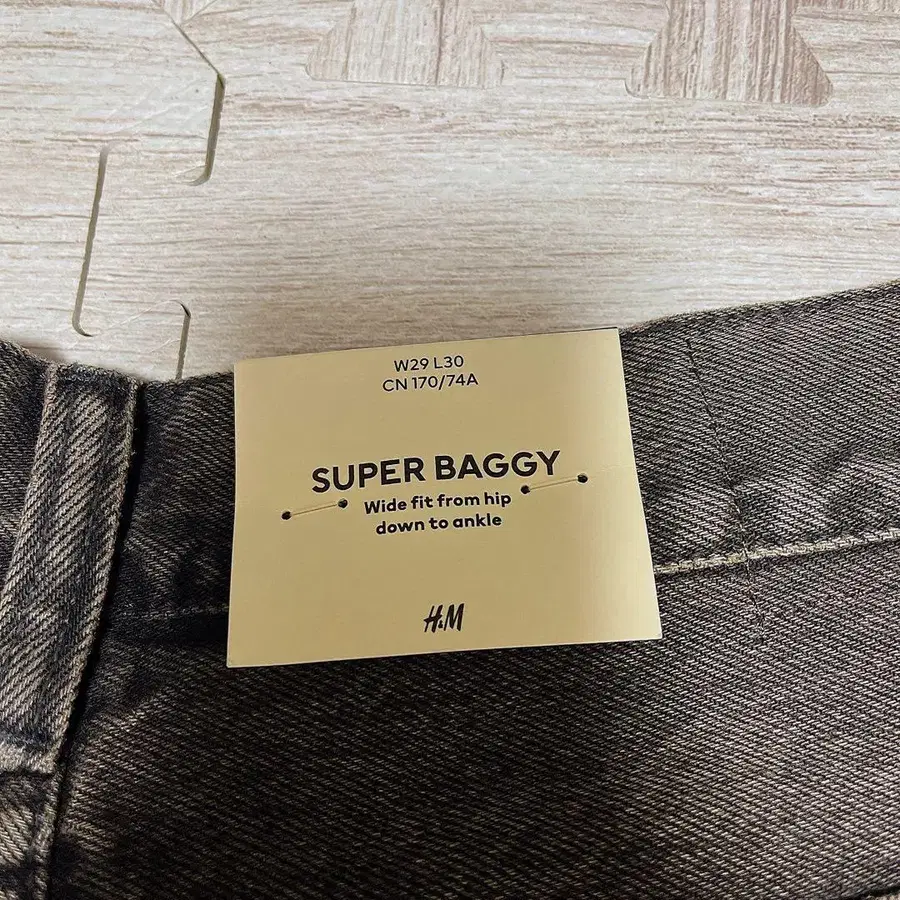 W29 L30
CN 170/74A
SUPER BAGGY
Wide fit from hip
down to ankle
H&M